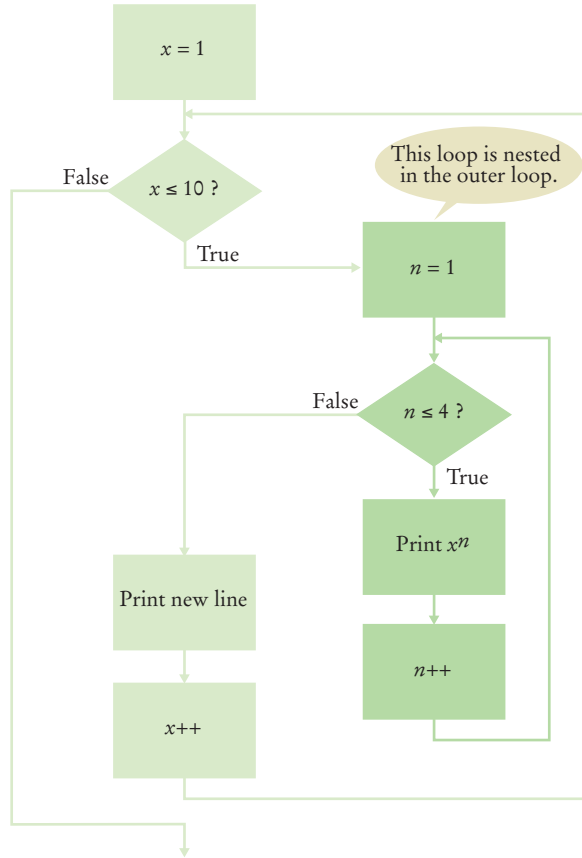 x = 1
This loop is nested
in the outer loop.
False
x ≤ 10 ?
True
n = 1
False
n ≤ 4 ?
True
Print xⁿ
Print new line
n++
x++